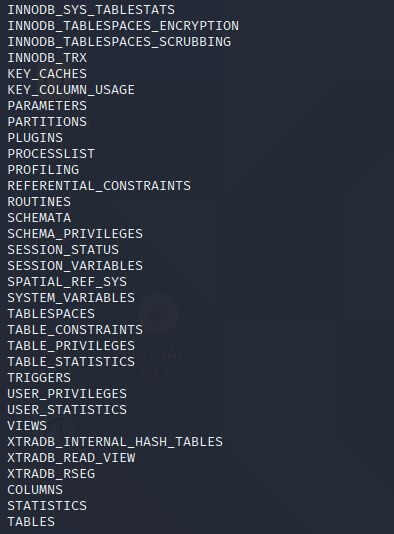 INNODB_SYS_TABLESTATS
INNODB_TABLESPACES_ENCRYPTION
INNODB_TABLESPACES_SCRUBBING
INNODB_TRX
KEY_CACHES
KEY_COLUMN_USAGE
PARAMETERS
PARTITIONS
PLUGINS
PROCESSLIST
PROFILING
REFERENTIAL_CONSTRAINTS
ROUTINES
SCHEMATA
SCHEMA_PRIVILEGES
SESSION_STATUS
SESSION_VARIABLES
SPATIAL_REF_SYS
SYSTEM_VARIABLES
TABLESPACES
TABLE_CONSTRAINTS
TABLE_PRIVILEGES
TABLE_STATISTICS
TRIGGERS
USER_PRIVILEGES
USER_STATISTICS
VIEWS
XTRADB_INTERNAL_HASH_TABLES
XTRADB_READ_VIEW
XTRADB_RSEG
COLUMNS
STATISTICS
TABLES